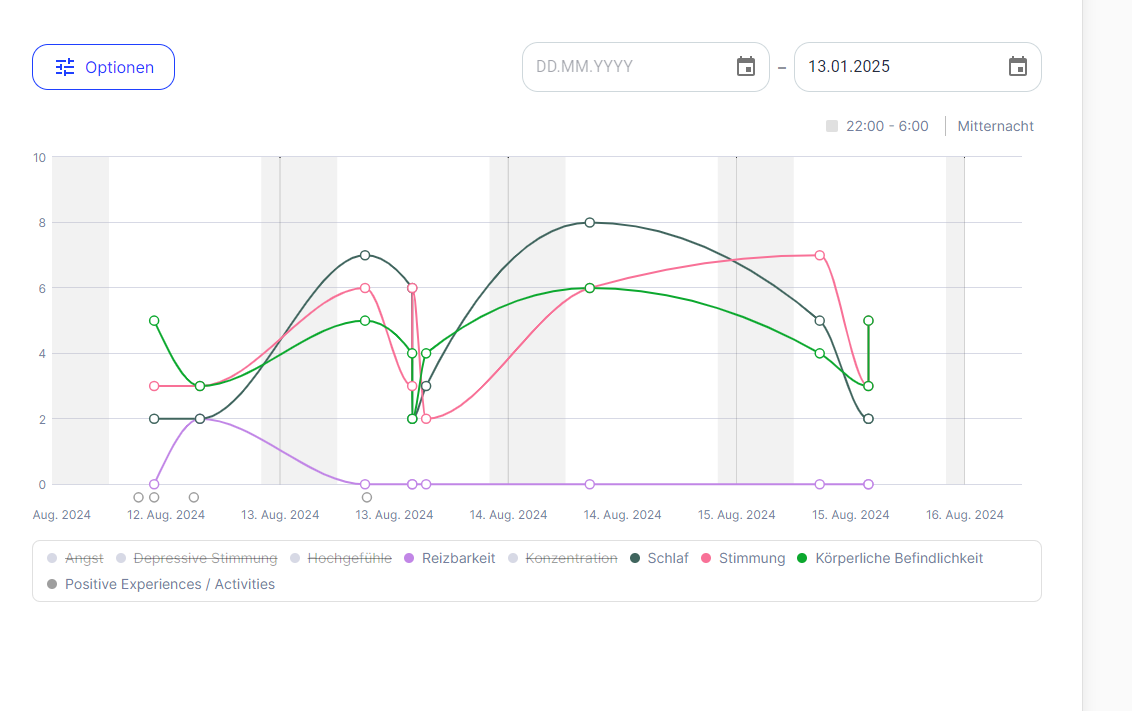 Optionen
DD.MM.YYYY – 13.01.2025
22:00 - 6:00 Mitternacht
10
8
6
4
2
0
Aug. 2024 12. Aug. 2024 13. Aug. 2024 13. Aug. 2024 14. Aug. 2024 14. Aug. 2024 15. Aug. 2024 15. Aug. 2024 16. Aug. 2024
Angst Depressive Stimmung Hochgefühle Reizbarkeit Konzentration Schlaf Stimmung Körperliche Befindlichkeit
Positive Experiences / Activities